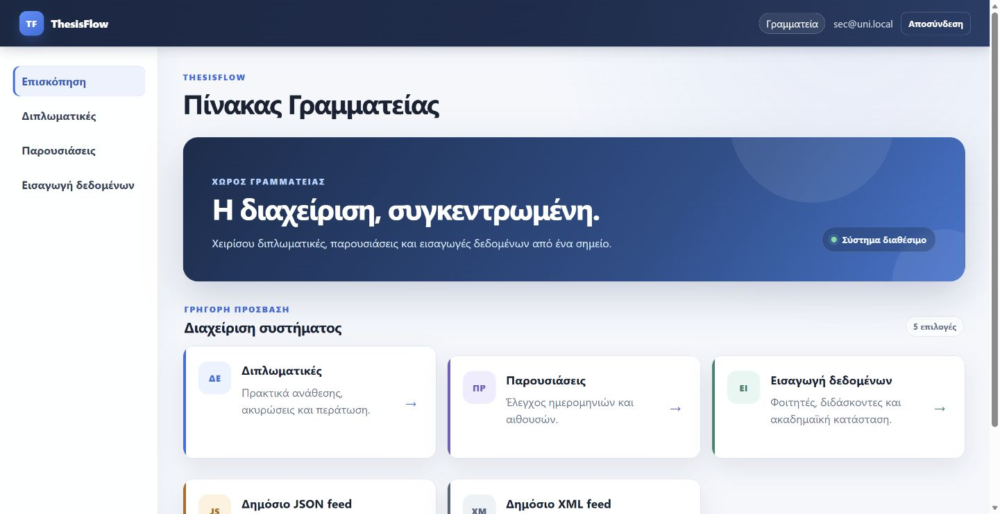 TF
ThesisFlow
Γραμματεία
sec@uni.local
Αποσύνδεση
Επισκόπηση
Διπλωματικές
Παρουσιάσεις
Εισαγωγή δεδομένων
THESISFLOW
Πίνακας Γραμματείας
ΧΩΡΟΣ ΓΡΑΜΜΑΤΕΙΑΣ
Η διαχείριση, συγκεντρωμένη.
Χειρίσου διπλωματικές, παρουσιάσεις και εισαγωγές δεδομένων από ένα σημείο.
Σύστημα διαθέσιμο
ΓΡΗΓΟΡΗ ΠΡΟΣΒΑΣΗ
Διαχείριση συστήματος
5 επιλογές
ΔΕ
Διπλωματικές
Πρακτικά ανάθεσης,
ακυρώσεις και περάτωση.
→
ΠΡ
Παρουσιάσεις
Έλεγχος ημερομηνιών και
αιθουσών.
→
ΕΙ
Εισαγωγή δεδομένων
Φοιτητές, διδάσκοντες και
ακαδημαϊκή κατάσταση.
→
JS
Δημόσιο JSON feed
XM
Δημόσιο XML feed